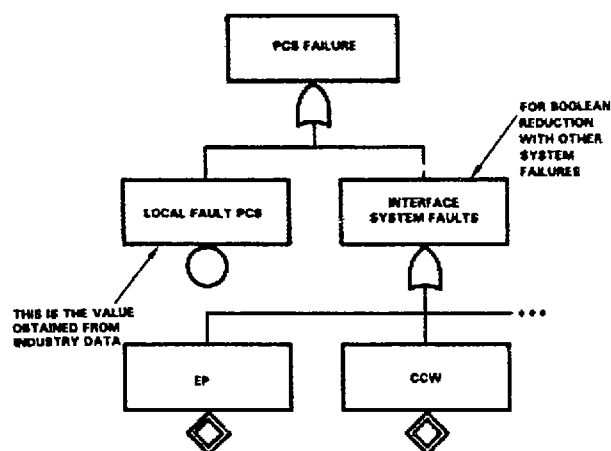 PCS FAILURE
FOR BOOLEAN
REDUCTION
WITH OTHER
SYSTEM
FAILURES
LOCAL FAULT PCS
INTERFACE
SYSTEM FAULTS
THIS IS THE VALUE
OBTAINED FROM
INDUSTRY DATA
EP
CCW